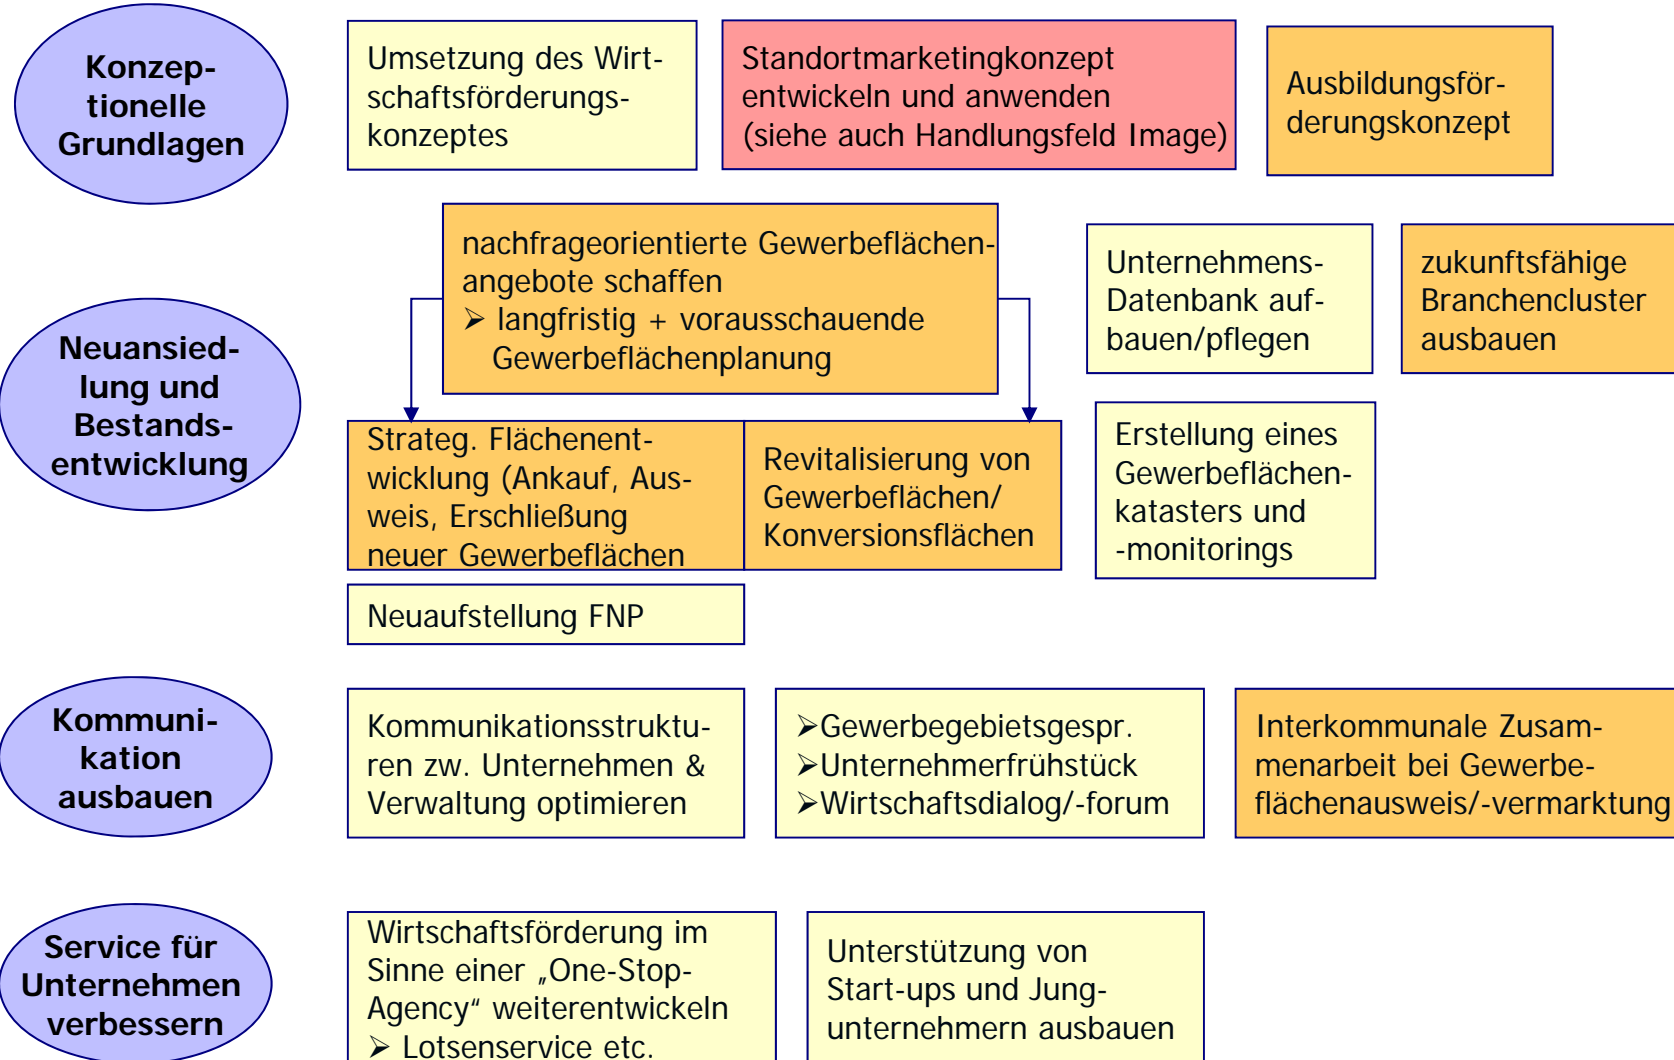 Konzep-
tionelle
Grundlagen
Umsetzung des Wirt-
schaftsförderungs-
konzeptes
Standortmarketingkonzept
entwickeln und anwenden
(siehe auch Handlungsfeld Image)
Ausbildungsför-
derungskonzept
Neuansied-
lung und
Bestands-
entwicklung
nachfrageorientierte Gewerbeflächen-
angebote schaffen
➢ langfristig + vorausschauende
Gewerbeflächenplanung
Unternehmens-
Datenbank auf-
bauen/pflegen
zukunftsfähige
Branchencluster
ausbauen
Strateg. Flächenent-
wicklung (Ankauf, Aus-
weis, Erschließung
neuer Gewerbeflächen
Revitalisierung von
Gewerbeflächen/
Konversionsflächen
Erstellung eines
Gewerbeflächen-
katasters und
-monitorings
Neuaufstellung FNP
Kommuni-
kation
ausbauen
Kommunikationsstruktu-
ren zw. Unternehmen &
Verwaltung optimieren
➢Gewerbegebietsgespr.
➢Unternehmerfrühstück
➢Wirtschaftsdialog/-forum
Interkommunale Zusam-
menarbeit bei Gewerbe-
flächenausweis/-vermarktung
Service für
Unternehmen
verbessern
Wirtschaftsförderung im
Sinne einer „One-Stop-
Agency“ weiterentwickeln
➢ Lotsenservice etc.
Unterstützung von
Start-ups und Jung-
unternehmern ausbauen